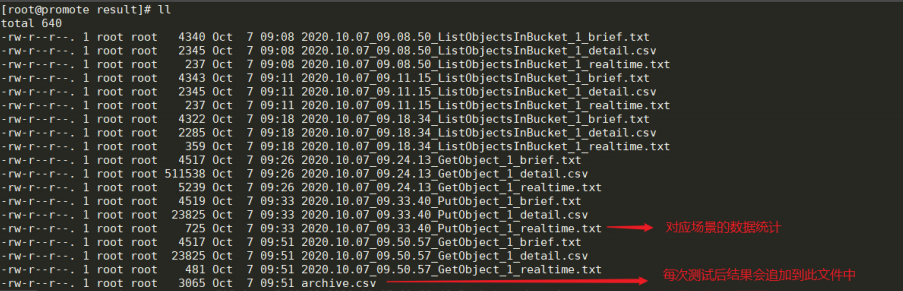 [root@promote result]# ll
total 640
-rw-r--r--. 1 root root   4340 Oct  7 09:08 2020.10.07_09.08.50_ListObjectsInBucket_1_brief.txt
-rw-r--r--. 1 root root   2345 Oct  7 09:08 2020.10.07_09.08.50_ListObjectsInBucket_1_detail.csv
-rw-r--r--. 1 root root    237 Oct  7 09:08 2020.10.07_09.08.50_ListObjectsInBucket_1_realtime.txt
-rw-r--r--. 1 root root   4343 Oct  7 09:11 2020.10.07_09.11.15_ListObjectsInBucket_1_brief.txt
-rw-r--r--. 1 root root   2345 Oct  7 09:11 2020.10.07_09.11.15_ListObjectsInBucket_1_detail.csv
-rw-r--r--. 1 root root    237 Oct  7 09:11 2020.10.07_09.11.15_ListObjectsInBucket_1_realtime.txt
-rw-r--r--. 1 root root   4322 Oct  7 09:18 2020.10.07_09.18.34_ListObjectsInBucket_1_brief.txt
-rw-r--r--. 1 root root   2285 Oct  7 09:18 2020.10.07_09.18.34_ListObjectsInBucket_1_detail.csv
-rw-r--r--. 1 root root    359 Oct  7 09:18 2020.10.07_09.18.34_ListObjectsInBucket_1_realtime.txt
-rw-r--r--. 1 root root   4517 Oct  7 09:26 2020.10.07_09.24.13_GetObject_1_brief.txt
-rw-r--r--. 1 root root 511538 Oct  7 09:26 2020.10.07_09.24.13_GetObject_1_detail.csv
-rw-r--r--. 1 root root   5239 Oct  7 09:26 2020.10.07_09.24.13_GetObject_1_realtime.txt
-rw-r--r--. 1 root root   4519 Oct  7 09:33 2020.10.07_09.33.40_PutObject_1_brief.txt
-rw-r--r--. 1 root root  23825 Oct  7 09:33 2020.10.07_09.33.40_PutObject_1_detail.csv
-rw-r--r--. 1 root root    725 Oct  7 09:33 2020.10.07_09.33.40_PutObject_1_realtime.txt 对应场景的数据统计
-rw-r--r--. 1 root root   4517 Oct  7 09:51 2020.10.07_09.50.57_GetObject_1_brief.txt
-rw-r--r--. 1 root root  23825 Oct  7 09:51 2020.10.07_09.50.57_GetObject_1_detail.csv
-rw-r--r--. 1 root root    481 Oct  7 09:51 2020.10.07_09.50.57_GetObject_1_realtime.txt
-rw-r--r--. 1 root root   3065 Oct  7 09:51 archive.csv 每次测试后结果会追加到此文件中